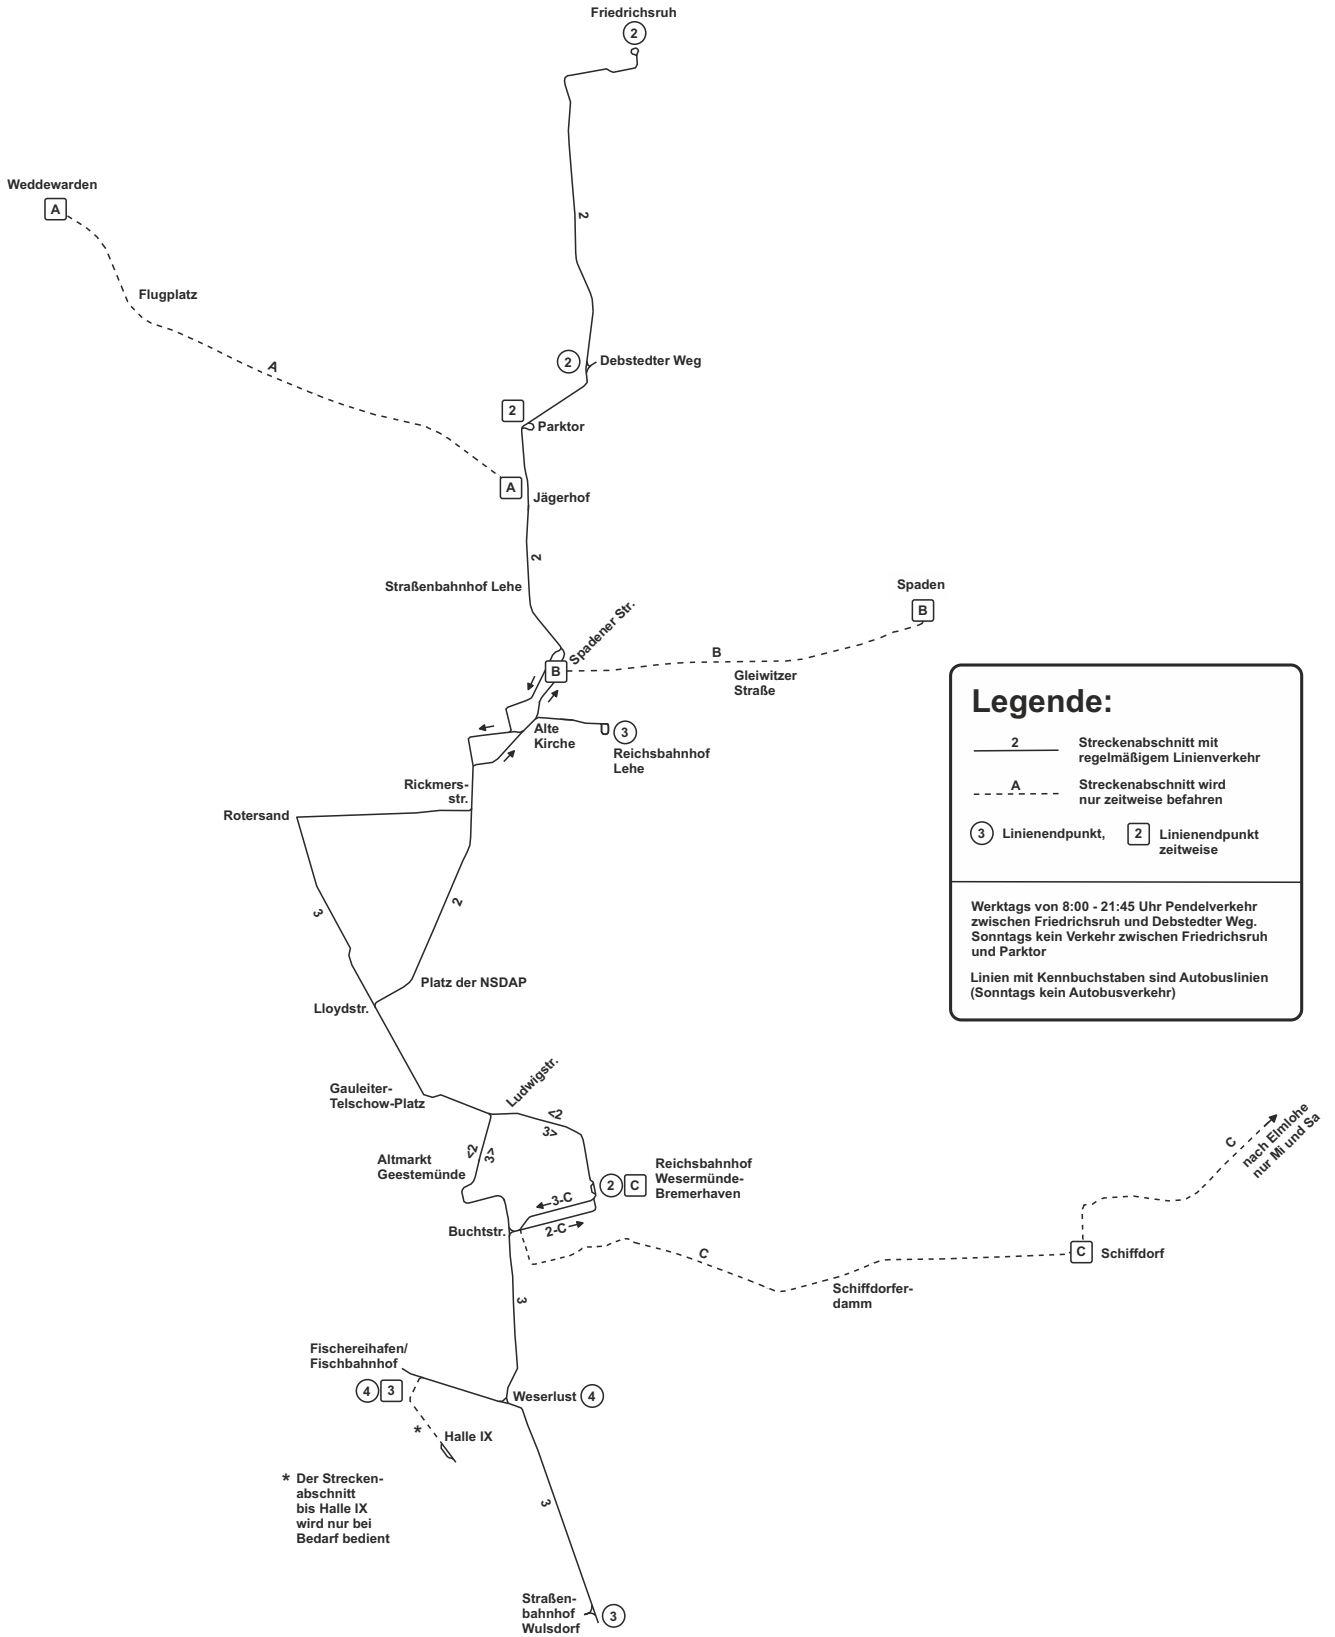 Friedrichsruh
2
Weddewarden
A
2
Flugplatz
A
2
Debstedter Weg
2
Parktor
A
Jägerhof
2
Straßenbahnhof Lehe
Spadener Str.
B
Spaden
B
B
Gleiwitzer
Straße
Alte
Kirche
3
Reichsbahnhof
Lehe
Rickmers-
str.
Rotersand
3
2
Platz der NSDAP
Lloydstr.
Gauleiter-
Telschow-Platz
Ludwigstr.
<2
3>
<2
3>
Altmarkt
Geestemünde
Reichsbahnhof
Wesermünde-
Bremerhaven
2
C
3-C
2-C
Buchtstr.
C
Schiffdorfer-
damm
C
Schiffdorf
C
nach Elmlohe
nur Mi und Sa
3
Fischereihafen/
Fischbahnhof
4
3
Weserlust
4
*
Halle IX
* Der Strecken-
abschnitt
bis Halle IX
wird nur bei
Bedarf bedient
3
Straßen-
bahnhof
Wulsdorf
3
Legende:
2
Streckenabschnitt mit
regelmäßigem Linienverkehr
A
Streckenabschnitt wird
nur zeitweise befahren
3
Linienendpunkt,
2
Linienendpunkt
zeitweise
Werktags von 8:00 - 21:45 Uhr Pendelverkehr
zwischen Friedrichsruh und Debstedter Weg.
Sonntags kein Verkehr zwischen Friedrichsruh
und Parktor
Linien mit Kennbuchstaben sind Autobuslinien
(Sonntags kein Autobusverkehr)